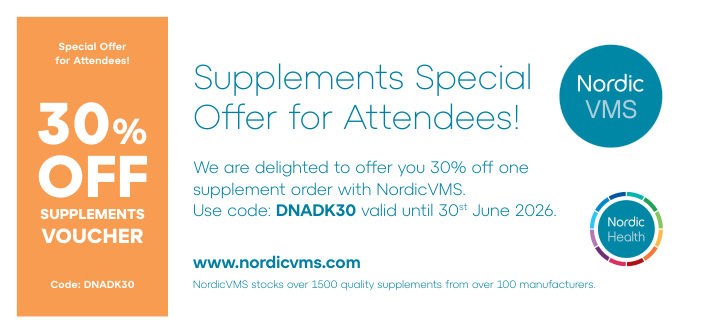 Special Offer
for Attendees!
30%
OFF
SUPPLEMENTS
VOUCHER
Code: DNADK30
Supplements Special
Offer for Attendees!
We are delighted to offer you 30% off one
supplement order with NordicVMS.
Use code: DNADK30 valid until 30st June 2026.
www.nordicvms.com
NordicVMS stocks over 1500 quality supplements from over 100 manufacturers.
Nordic
VMS
Nordic
Health